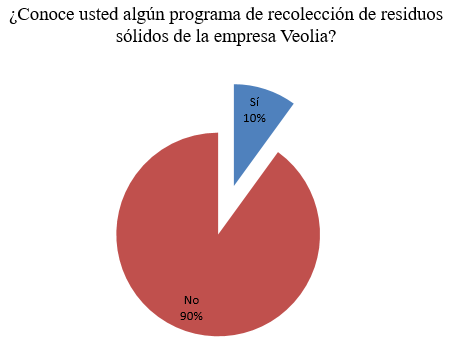 ¿Conoce usted algún programa de recolección de residuos
sólidos de la empresa Veolia?
Sí
10%
No
90%